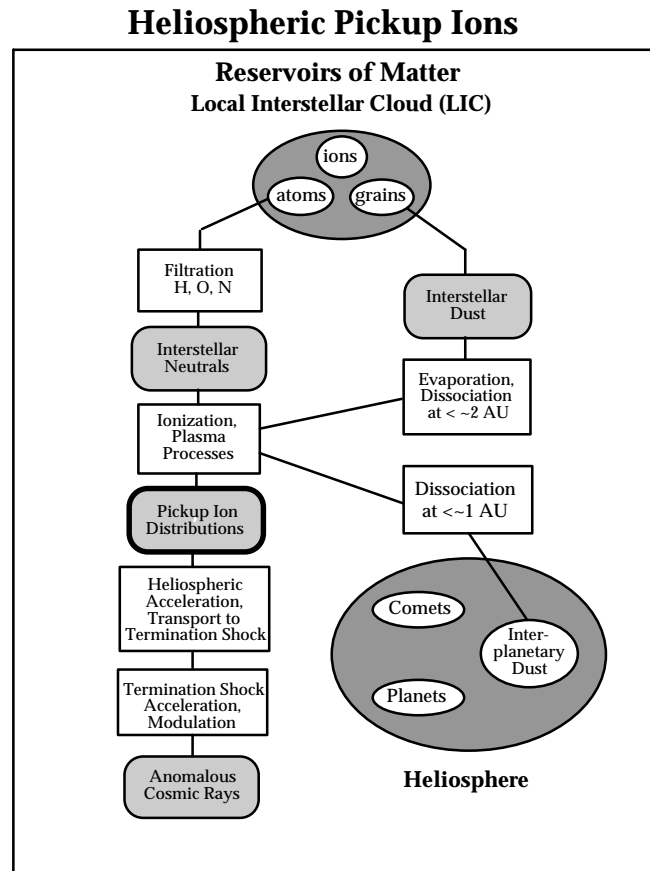 Heliospheric Pickup Ions
Reservoirs of Matter
Local Interstellar Cloud (LIC)
ions
atoms
grains
Filtration
H, O, N
Interstellar
Dust
Interstellar
Neutrals
Evaporation,
Dissociation
at < ~2 AU
Ionization,
Plasma
Processes
Dissociation
at <~1 AU
Pickup Ion
Distributions
Heliospheric
Acceleration,
Transport to
Termination Shock
Comets
Inter-
planetary
Dust
Planets
Termination Shock
Acceleration,
Modulation
Anomalous
Cosmic Rays
Heliosphere